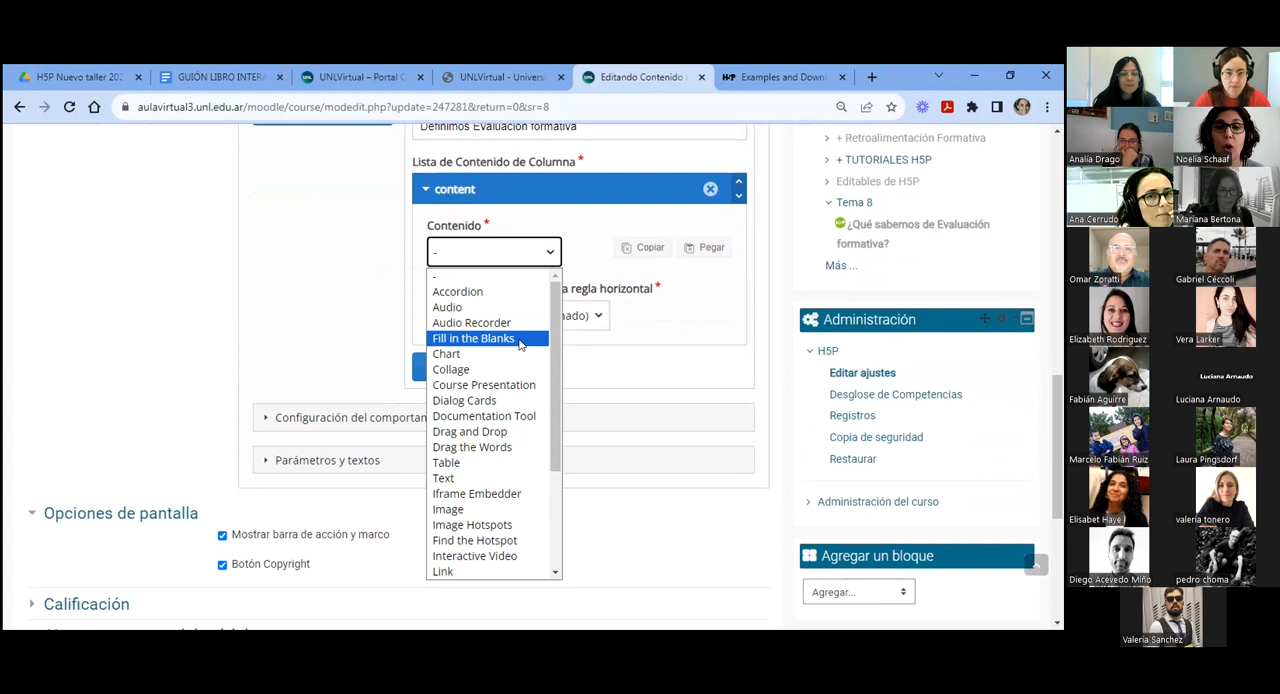 H5P Nuevo taller 202
GUIÓN LIBRO INTERA
UNL UNLVirtual – Portal C
UNLVirtual - Univers
UNL Editando Contenido
H-P Examples and Down
aulavirtual3.unl.edu.ar/moodle/course/modedit.php?update=247281&return=0&sr=8
Definimos Evaluación formativa
Lista de Contenido de Columna *
content
Contenido *
-
Copiar
Pegar
a regla horizontal *
nado)
-
Accordion
Audio
Audio Recorder
Fill in the Blanks
Chart
Collage
Course Presentation
Dialog Cards
Documentation Tool
Drag and Drop
Drag the Words
Table
Text
Iframe Embedder
Image
Image Hotspots
Find the Hotspot
Interactive Video
Link
Configuración del comportan
Parámetros y textos
Opciones de pantalla
Mostrar barra de acción y marco
Botón Copyright
Calificación
+ Retroalimentación Formativa
+ TUTORIALES H5P
Editables de H5P
Tema 8
¿Qué sabemos de Evaluación
formativa?
Más ...
Administración
H5P
Editar ajustes
Desglose de Competencias
Registros
Copia de seguridad
Restaurar
Administración del curso
Agregar un bloque
Agregar...
Analía Drago
Noelia Schaaf
Ana Cerrudo
Mariana Bertona
Omar Zoratti
Gabriel Céccoli
Elizabeth Rodriguez
Vera Larker
Fabián Aguirre
Luciana Arnaudo
Luciana Arnaudo
Marcelo Fabián Ruiz
Laura Pingsdorf
Elisabet Haye
valeria tonero
Diego Acevedo Miño
pedro choma
Valeria Sanchez